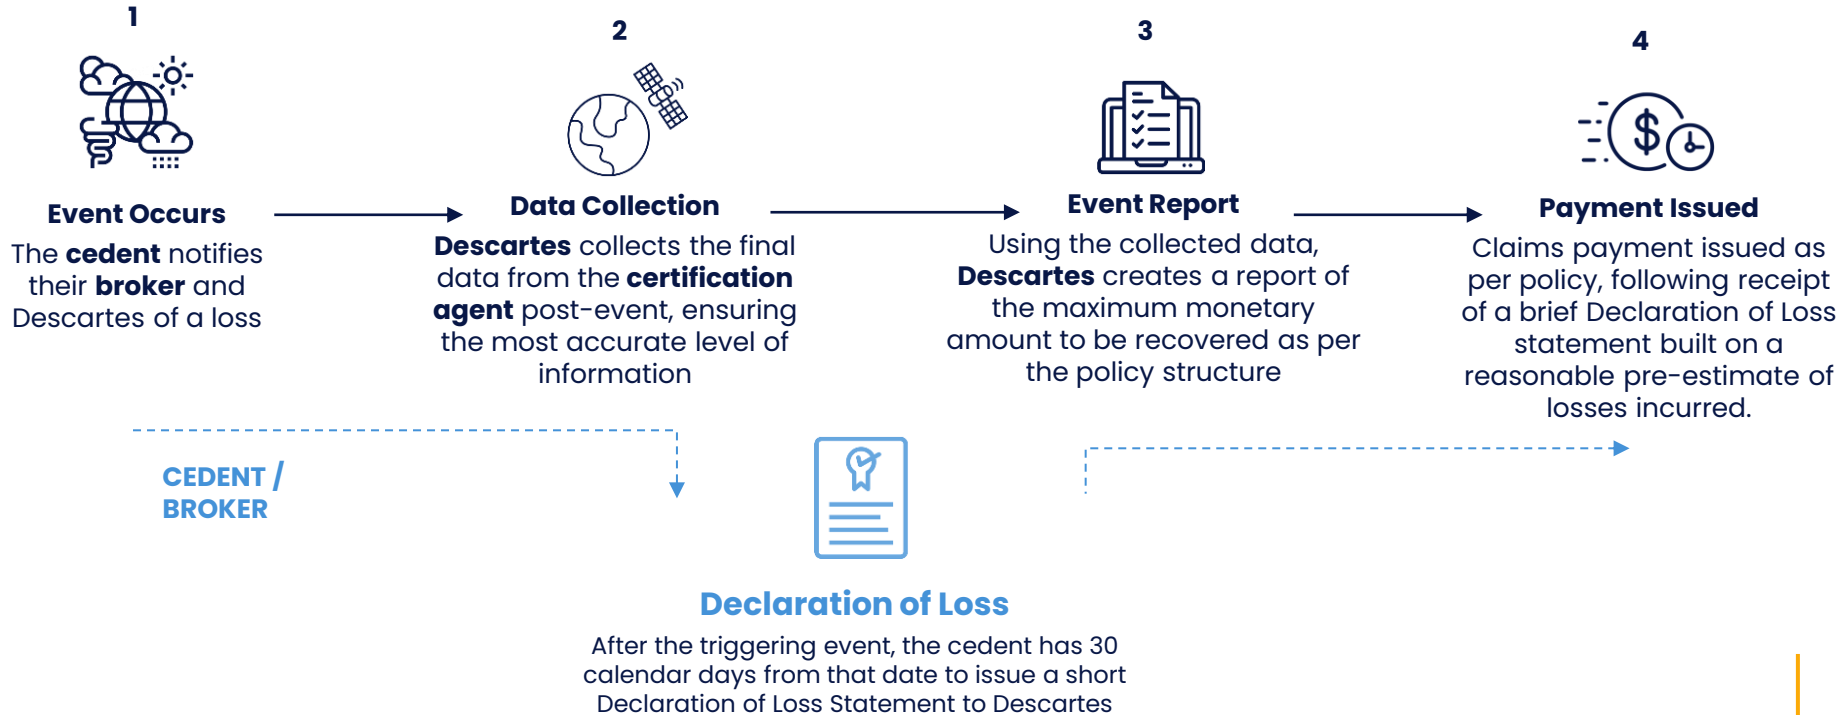 1
Event Occurs
The cedent notifies
their broker and
Descartes of a loss
2
Data Collection
Descartes collects the final
data from the certification
agent post-event, ensuring
the most accurate level of
information
3
Event Report
Using the collected data,
Descartes creates a report of
the maximum monetary
amount to be recovered as per
the policy structure
4
$
Payment Issued
Claims payment issued as
per policy, following receipt
of a brief Declaration of Loss
statement built on a
reasonable pre-estimate of
losses incurred.
CEDENT /
BROKER
Declaration of Loss
After the triggering event, the cedent has 30
calendar days from that date to issue a short
Declaration of Loss Statement to Descartes